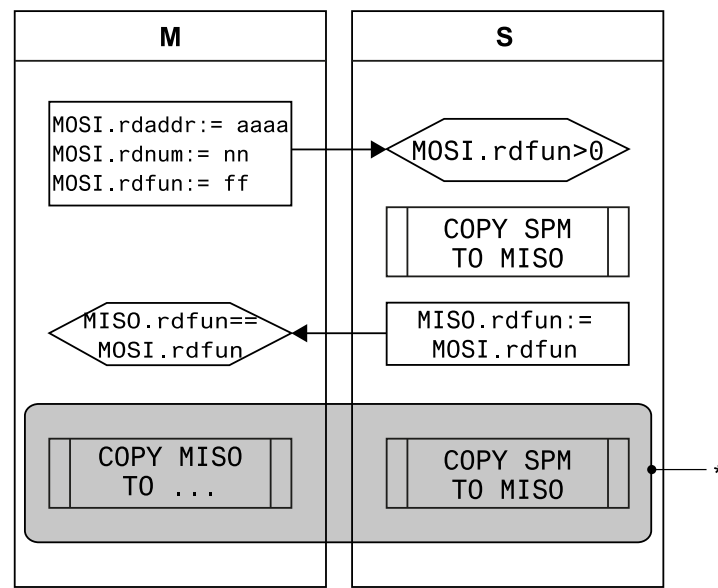 M
S
MOSI.rdaddr:= aaaa
MOSI.rdnum:= nn
MOSI.rdfun:= ff
MOSI.rdfun>0
COPY SPM
TO MISO
MISO.rdfun==
MOSI.rdfun
MISO.rdfun:=
MOSI.rdfun
COPY MISO
TO ...
COPY SPM
TO MISO
*